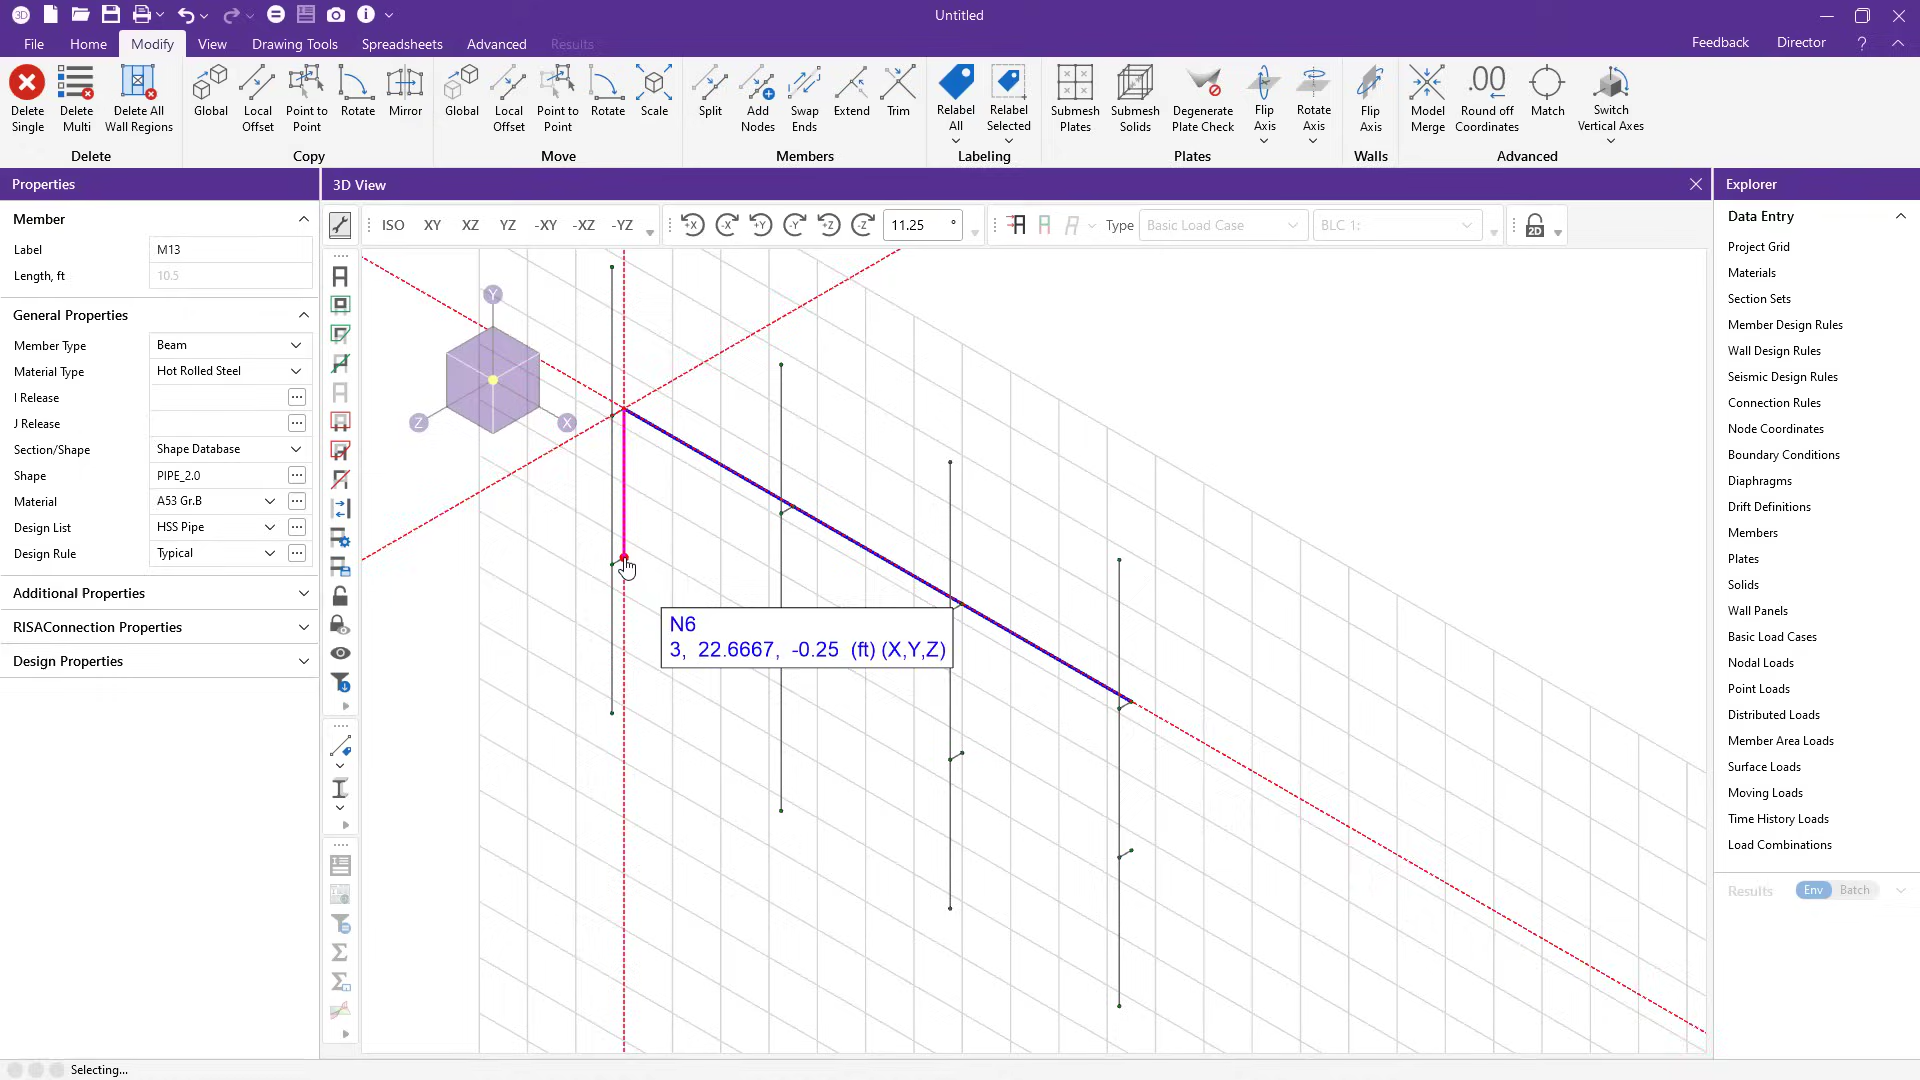 3D
Untitled
File Home Modify View Drawing Tools Spreadsheets Advanced Results
Feedback Director ?
Delete Single
Delete Multi
Delete All Wall Regions
Delete
Global
Local Offset
Point to Point
Rotate
Mirror
Copy
Global
Local Offset
Point to Point
Rotate
Scale
Move
Split
Add Nodes
Swap Ends
Extend
Trim
Members
Relabel All
Relabel Selected
Labeling
Submesh Plates
Submesh Solids
Degenerate Plate Check
Flip Axis
Rotate Axis
Plates
Flip Axis
Walls
Model Merge
.00
Round off Coordinates
Match
Switch Vertical Axes
Advanced
Properties
Member
Label M13
Length, ft 10.5
General Properties
Member Type Beam
Material Type Hot Rolled Steel
I Release
J Release
Section/Shape Shape Database
Shape PIPE_2.0
Material A53 Gr.B
Design List HSS Pipe
Design Rule Typical
Additional Properties
RISAConnection Properties
Design Properties
3D View
ISO XY XZ YZ -XY -XZ -YZ
+X -X +Y -Y +Z -Z 11.25 °
Type Basic Load Case BLC 1:
2D
Y
Z
X
N6
3, 22.6667, -0.25 (ft) (X,Y,Z)
Explorer
Data Entry
Project Grid
Materials
Section Sets
Member Design Rules
Wall Design Rules
Seismic Design Rules
Connection Rules
Node Coordinates
Boundary Conditions
Diaphragms
Drift Definitions
Members
Plates
Solids
Wall Panels
Basic Load Cases
Nodal Loads
Point Loads
Distributed Loads
Member Area Loads
Surface Loads
Moving Loads
Time History Loads
Load Combinations
Results Env Batch
Selecting...